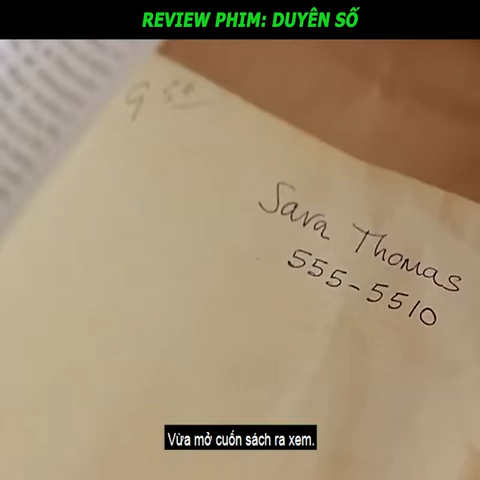 REVIEW PHIM: DUYÊN SỐ
Sara Thomas
555-5510
Vừa mở cuốn sách ra xem.